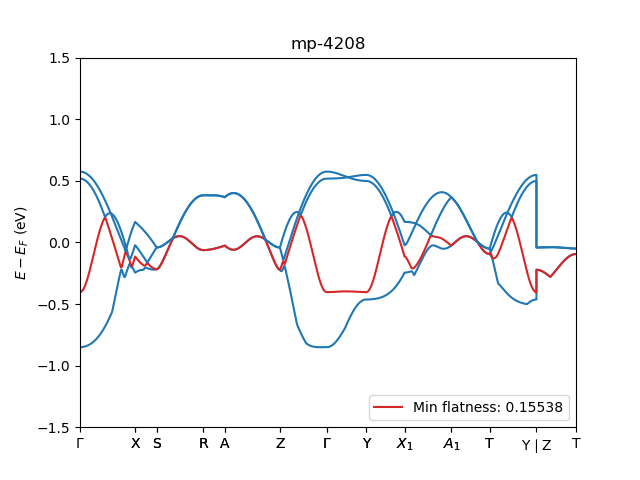 mp-4208
1.5
1.0
0.5
0.0
−0.5
−1.0
−1.5
E − E_F (eV)
Min flatness: 0.15538
Γ X S R A Z Γ Y X₁ A₁ T Y | Z T